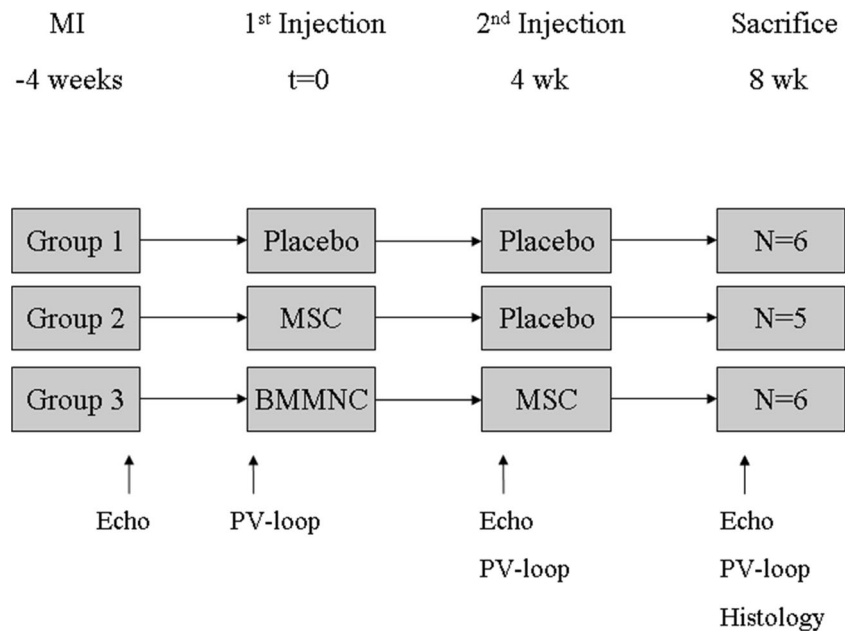 MI 1st Injection 2nd Injection Sacrifice
-4 weeks t=0 4 wk 8 wk
Group 1 Placebo Placebo N=6
Group 2 MSC Placebo N=5
Group 3 BMMNC MSC N=6
Echo PV-loop Echo Echo
PV-loop PV-loop
Histology